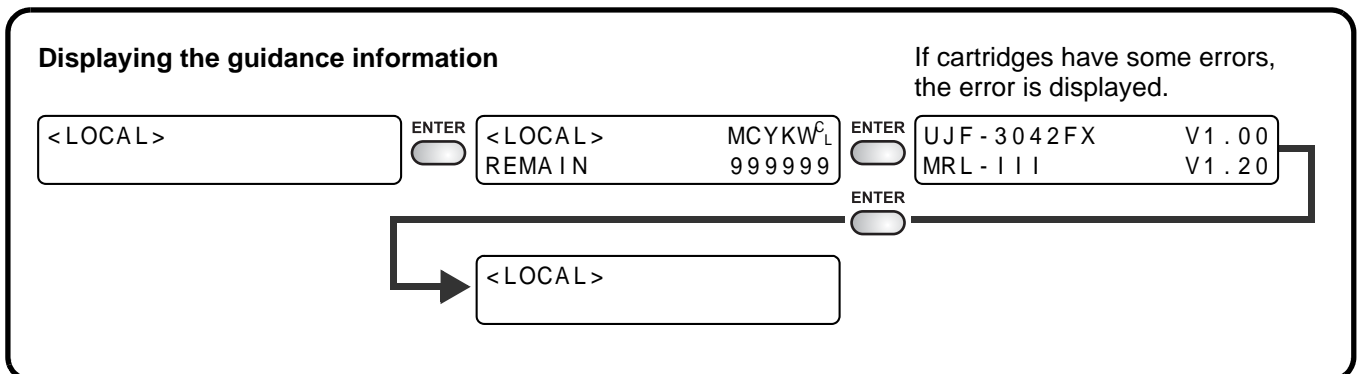 Displaying the guidance information
If cartridges have some errors,
the error is displayed.
<LOCAL>
ENTER
<LOCAL> MCYKWCL
REMAIN 999999
ENTER
UJF-3042FX V1.00
MRL-III V1.20
ENTER
<LOCAL>